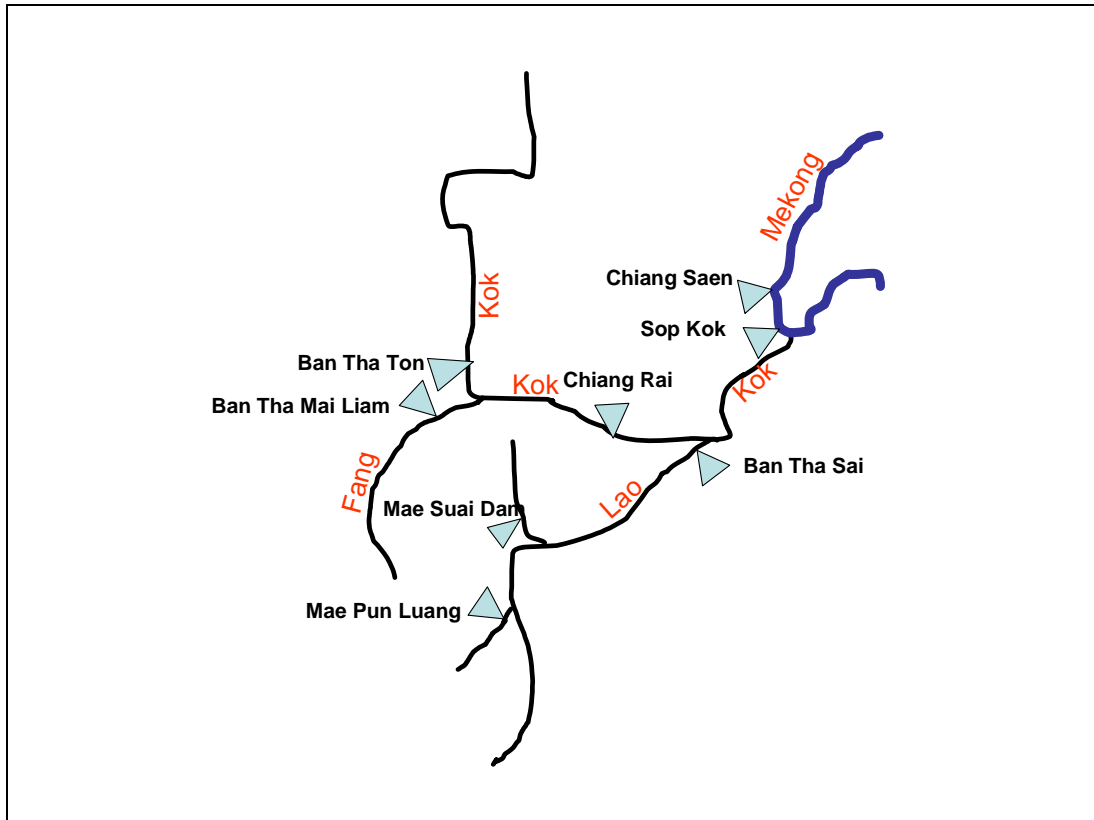 Mekong
Chiang Saen
Kok
Sop Kok
Ban Tha Ton
Chiang Rai
Kok
Kok
Ban Tha Mai Liam
Fang
Ban Tha Sai
Lao
Mae Suai Dam
Mae Pun Luang